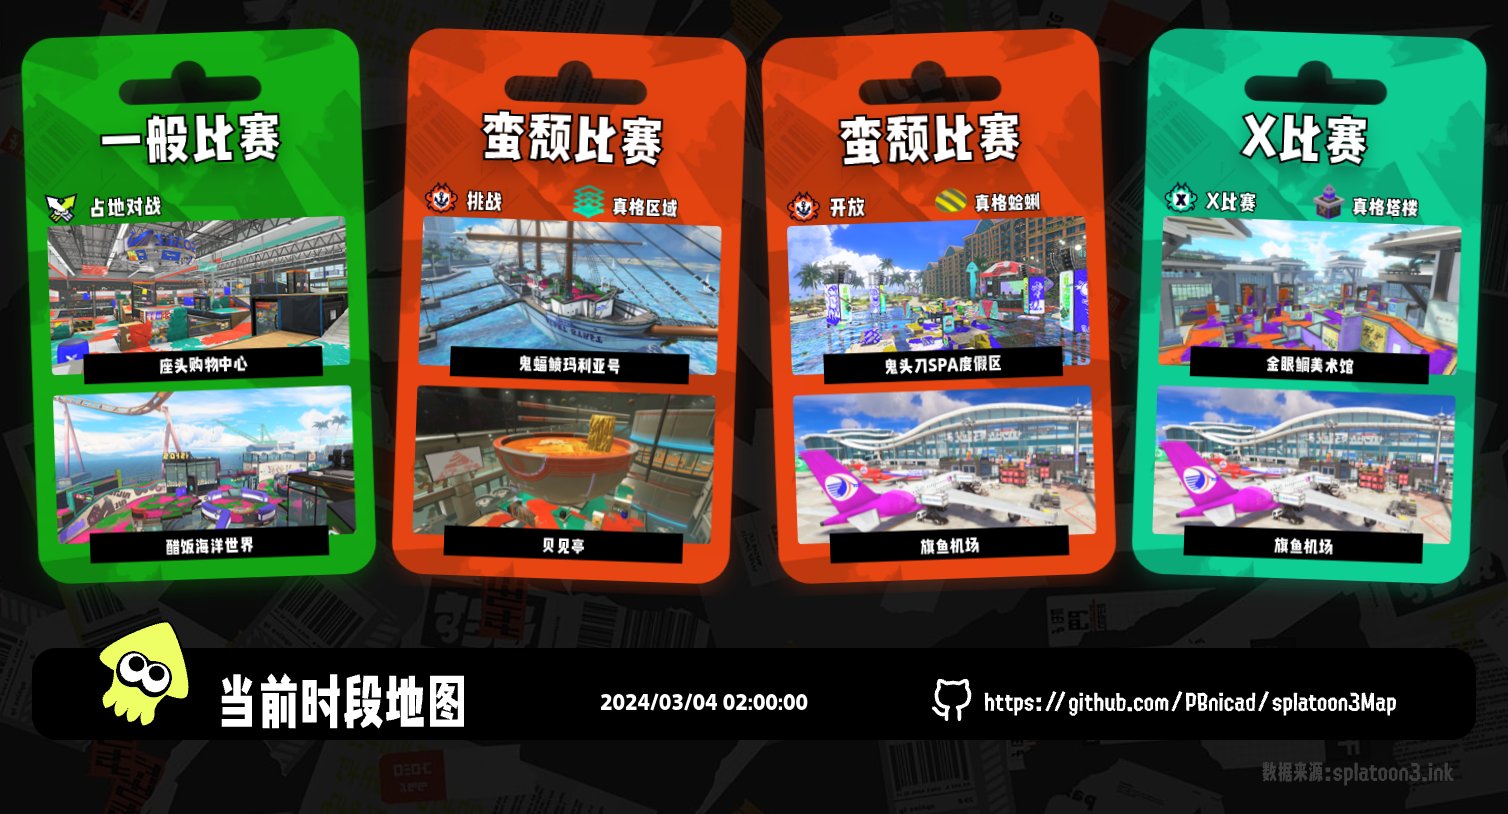 一般比赛
占地对战
座头购物中心
醋饭海洋世界
蛮颓比赛
挑战
真格区域
鬼蝠鲼玛利亚号
贝见亭
蛮颓比赛
开放
真格蛤蜊
鬼头刀SPA度假区
旗鱼机场
X比赛
X比赛
真格塔楼
金眼鲷美术馆
旗鱼机场
当前时段地图
2024/03/04 02:00:00
https://github.com/PBnicad/splatoon3Map
数据来源:splatoon3.ink